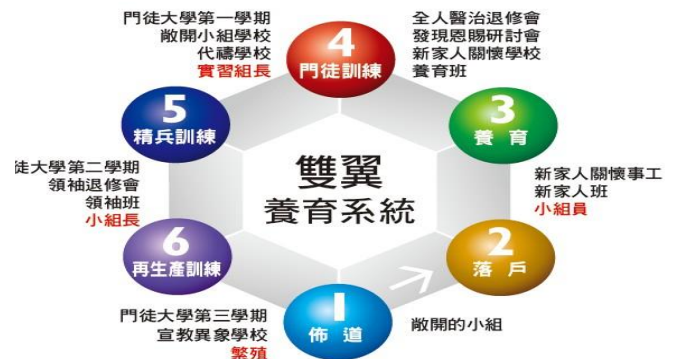 雙翼
養育系統
1
佈道
敞開的小組
2
落戶
新家人關懷事工
新家人班
小組員
3
養育
全人醫治退修會
發現恩賜研討會
新家人關懷學校
養育班
4
門徒訓練
門徒大學第一學期
敞開小組學校
代禱學校
實習組長
5
精兵訓練
徒大學第二學期
領袖退修會
領袖班
小組長
6
再生產訓練
門徒大學第三學期
宣教異象學校
繁殖